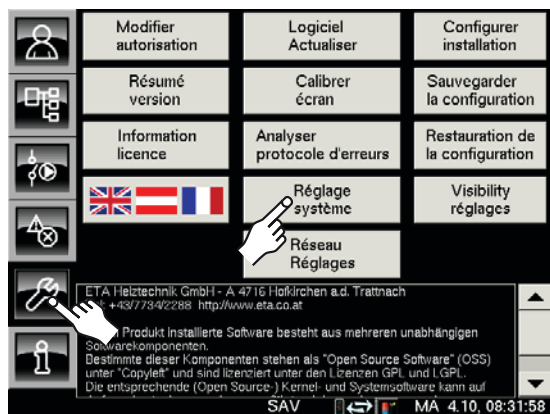 Modifier
autorisation
Logiciel
Actualiser
Configurer
installation
Résumé
version
Calibrer
écran
Sauvegarder
la configuration
Information
licence
Analyser
protocole d'erreurs
Restauration de
la configuration
Réglage
système
Visibility
réglages
Réseau
Réglages
ETA Heiztechnik GmbH - A 4716 Hofkirchen a.d. Trattnach
+43/7734/2288 http://www.eta.co.at
Produkt installierte Software besteht aus mehreren unabhängigen
Softwarekomponenten.
Bestimmte dieser Komponenten stehen als "Open Source Software" (OSS)
unter "Copyleft" und sind lizenziert unter den Lizenzen GPL und LGPL.
Die entsprechende (Open Source-) Kernel- und Systemsoftware kann auf
SAV MA 4.10, 08:31:58